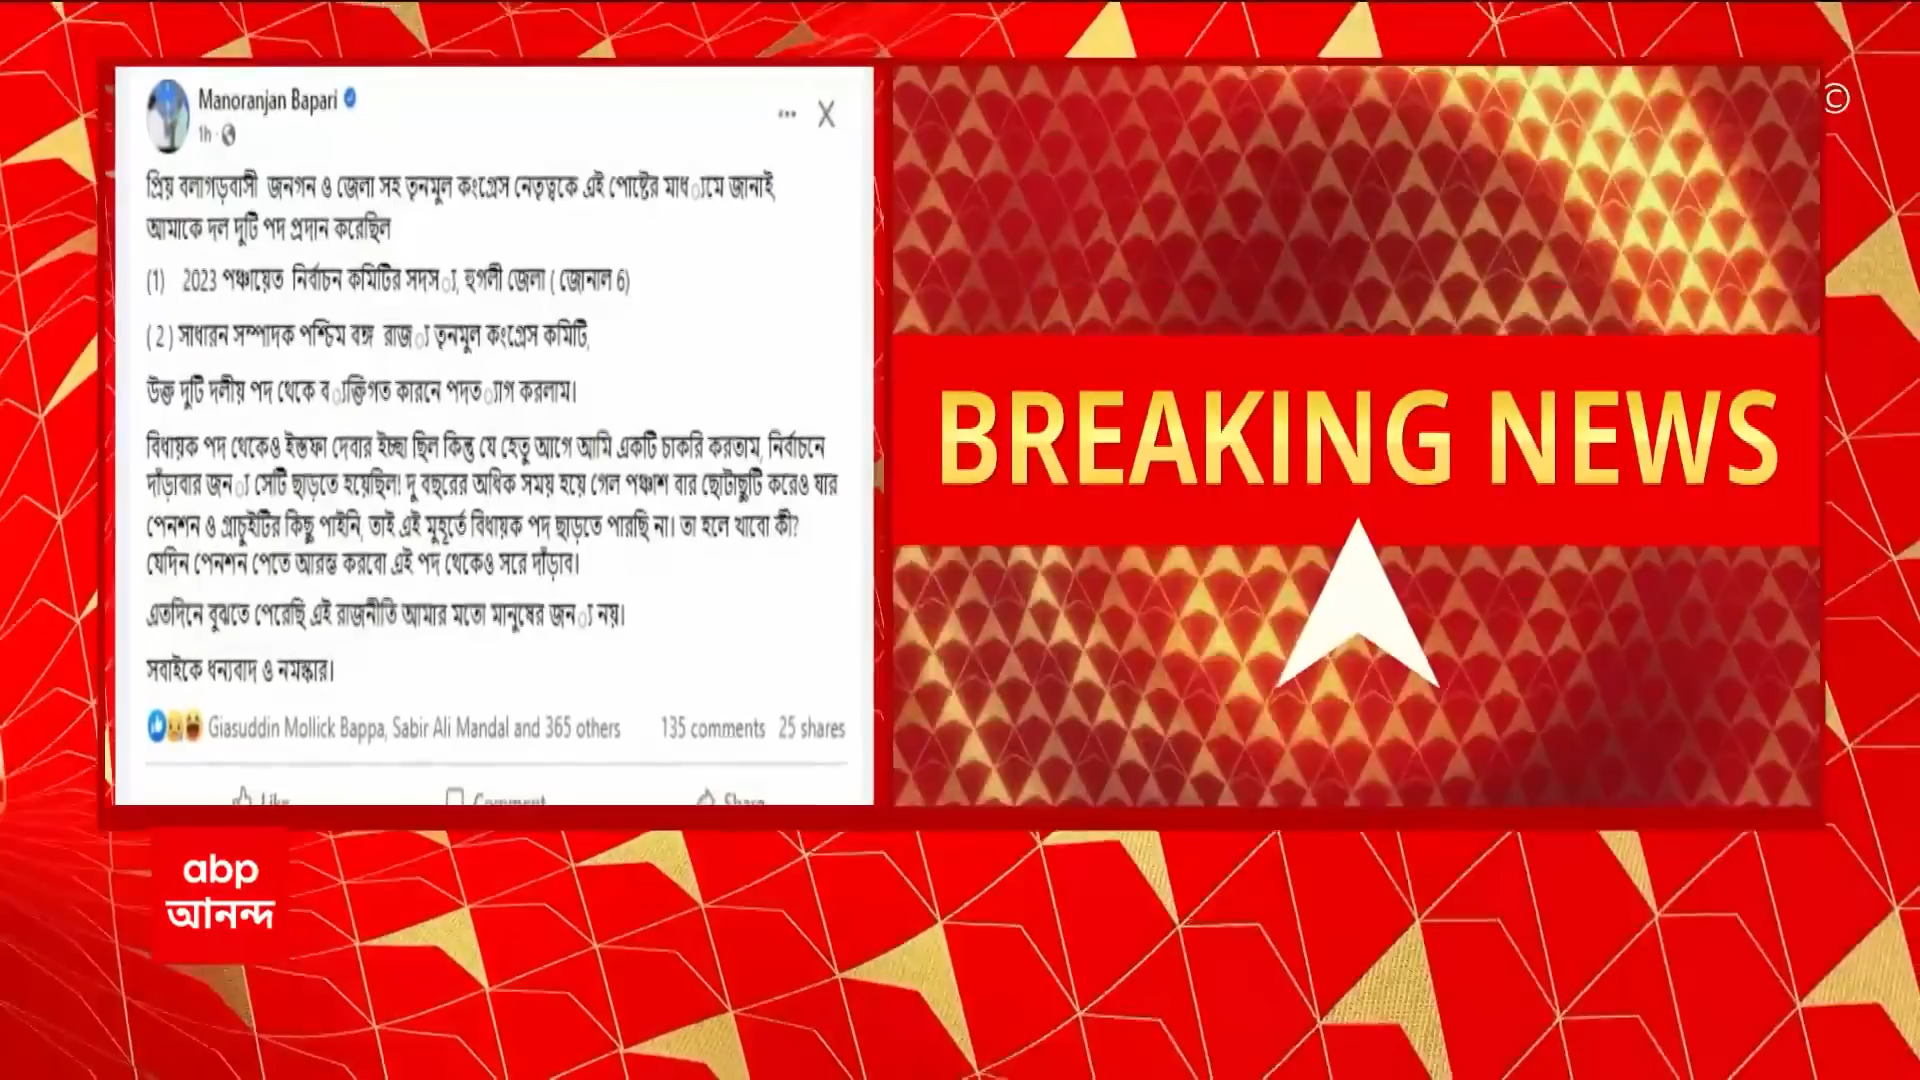 Manoranjan Bapari
1h
প্রিয় বলাগড়বাসী জনগন ও জেলা সহ তৃনমুল কংগ্রেস নেতৃত্বকে এই পোষ্টের মাধ্যমে জানাই
আমাকে দল দুটি পদ প্রদান করেছিল
(1) 2023 পঞ্চায়েত নির্বাচন কমিটির সদস্য, হুগলী জেলা ( জোনাল 6)
( 2 ) সাধারন সম্পাদক পশ্চিম বঙ্গ রাজ্য তৃনমুল কংগ্রেস কমিটি,
উক্ত দুটি দলীয় পদ থেকে ব্যক্তিগত কারনে পদত্যাগ করলাম।
বিধায়ক পদ থেকেও ইস্তফা দেবার ইচ্ছা ছিল কিন্তু যে হেতু আগে আমি একটি চাকরি করতাম, নির্বাচনে
দাঁড়াবার জন্য সেটি ছাড়তে হয়েছিল! দু বছরের অধিক সময় হয়ে গেল পঞ্চাশ বার ছোটাছুটি করেও যার
পেনশন ও গ্রাচুইটির কিছু পাইনি, তাই এই মুহূর্তে বিধায়ক পদ ছাড়তে পারছি না। তা হলে খাবো কী?
যেদিন পেনশন পেতে আরম্ভ করবো এই পদ থেকেও সরে দাঁড়াব।
এতদিনে বুঝতে পেরেছি এই রাজনীতি আমার মতো মানুষের জন্য নয়।
সবাইকে ধন্যবাদ ও নমস্কার।
Giasuddin Mollick Bappa, Sabir Ali Mandal and 365 others 135 comments 25 shares
Like Comment Share
BREAKING NEWS
©
abp
আনন্দ